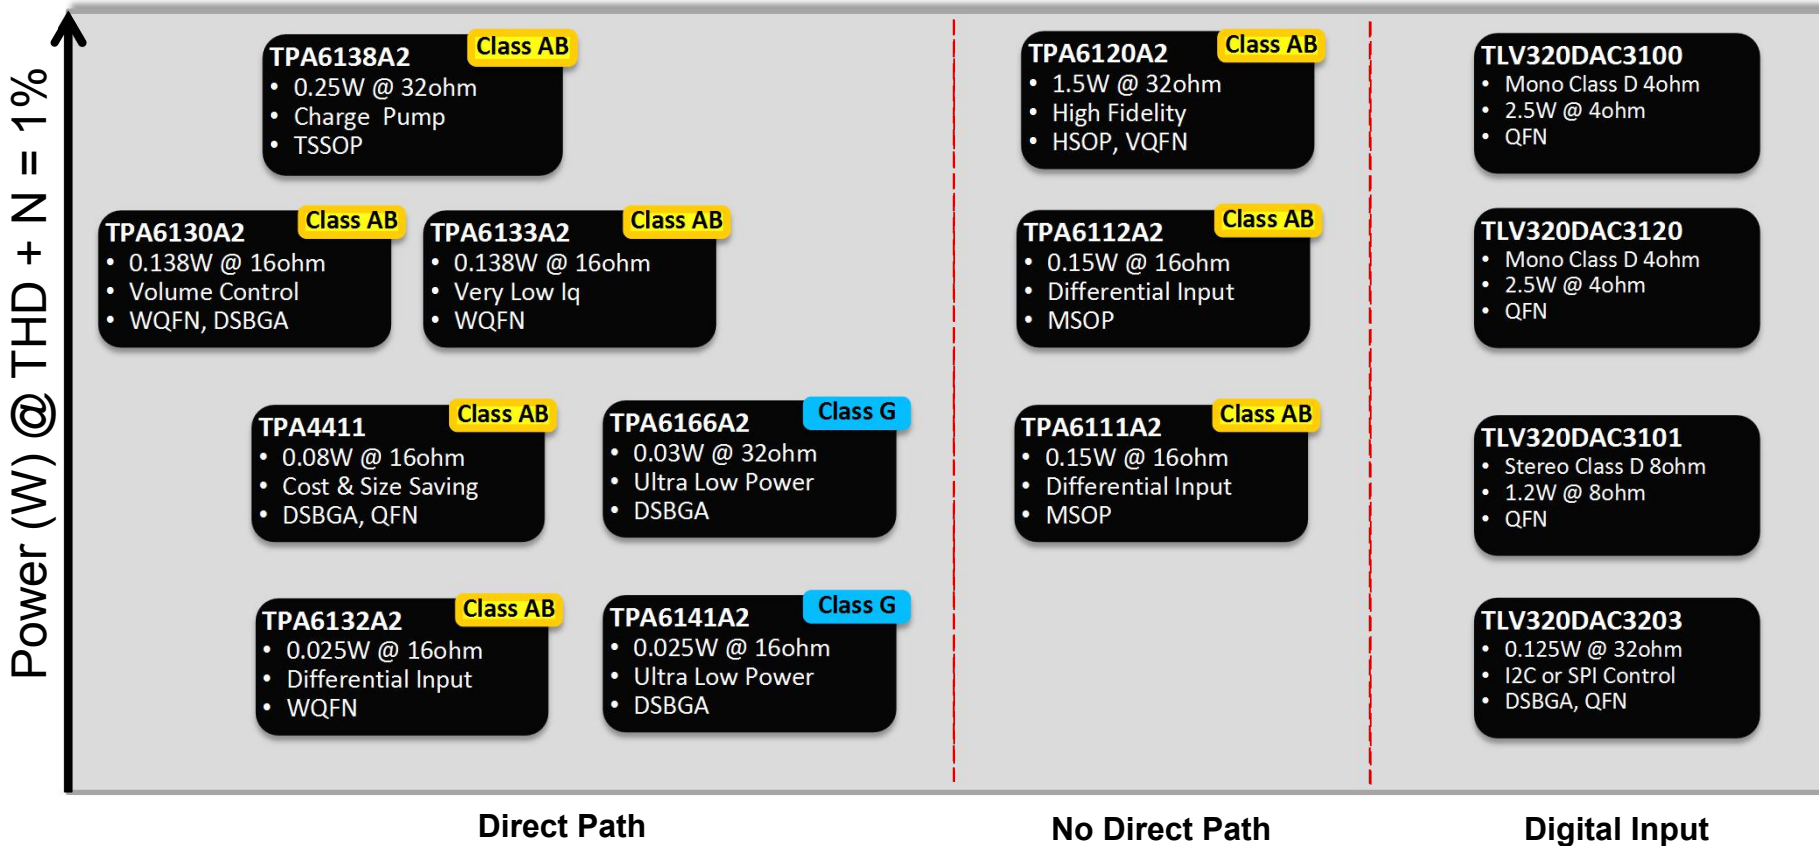 Power (W) @ THD + N = 1%
TPA6138A2
Class AB
• 0.25W @ 32ohm
• Charge Pump
• TSSOP
TPA6130A2
Class AB
• 0.138W @ 16ohm
• Volume Control
• WQFN, DSBGA
TPA6133A2
Class AB
• 0.138W @ 16ohm
• Very Low Iq
• WQFN
TPA4411
Class AB
• 0.08W @ 16ohm
• Cost & Size Saving
• DSBGA, QFN
TPA6166A2
Class G
• 0.03W @ 32ohm
• Ultra Low Power
• DSBGA
TPA6132A2
Class AB
• 0.025W @ 16ohm
• Differential Input
• WQFN
TPA6141A2
Class G
• 0.025W @ 16ohm
• Ultra Low Power
• DSBGA
Direct Path
TPA6120A2
Class AB
• 1.5W @ 32ohm
• High Fidelity
• HSOP, VQFN
TPA6112A2
Class AB
• 0.15W @ 16ohm
• Differential Input
• MSOP
TPA6111A2
Class AB
• 0.15W @ 16ohm
• Differential Input
• MSOP
No Direct Path
TLV320DAC3100
• Mono Class D 4ohm
• 2.5W @ 4ohm
• QFN
TLV320DAC3120
• Mono Class D 4ohm
• 2.5W @ 4ohm
• QFN
TLV320DAC3101
• Stereo Class D 8ohm
• 1.2W @ 8ohm
• QFN
TLV320DAC3203
• 0.125W @ 32ohm
• I2C or SPI Control
• DSBGA, QFN
Digital Input